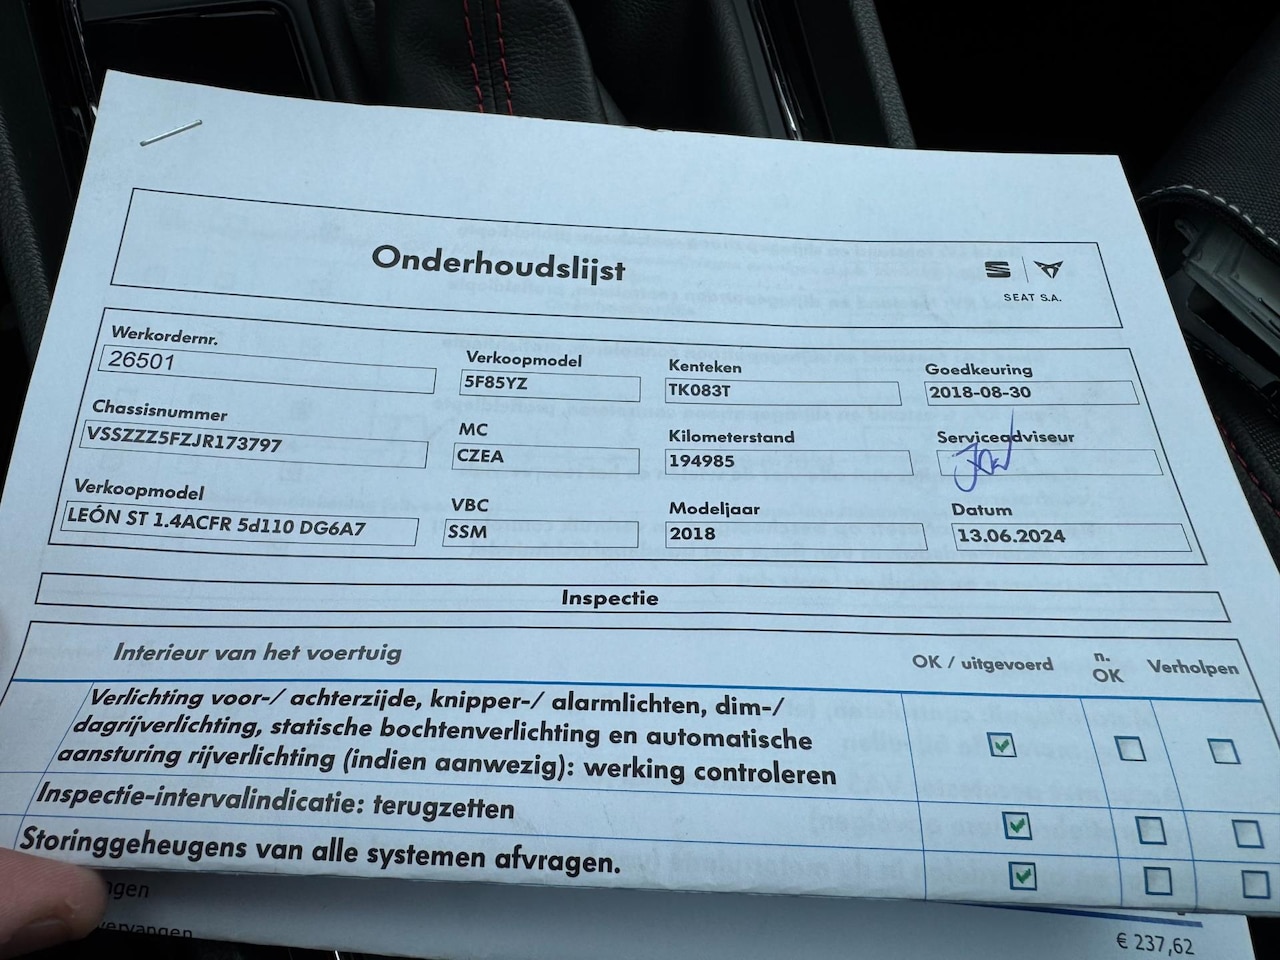 Onderhoudslijst
SEAT S.A.
Werkordernr.
26501
Verkoopmodel
5F85YZ
Kenteken
TK083T
Goedkeuring
2018-08-30
Chassisnummer
VSSZZZ5FZJR173797
MC
CZEA
Kilometerstand
194985
Serviceadviseur
Verkoopmodel
LEÓN ST 1.4ACFR 5d110 DG6A7
VBC
SSM
Modeljaar
2018
Datum
13.06.2024
Inspectie
Interieur van het voertuig
OK / uitgevoerd
n.
OK
Verholpen
Verlichting voor-/ achterzijde, knipper-/ alarmlichten, dim-/
dagrijverlichting, statische bochtenverlichting en automatische
aansturing rijverlichting (indien aanwezig): werking controleren
Inspectie-intervalindicatie: terugzetten
Storinggeheugens van alle systemen afvragen.
ngen
vervangen
€ 237,62